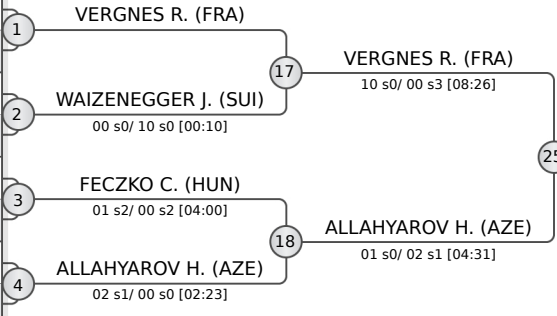 VERGNES R. (FRA)
1
VERGNES R. (FRA)
17
10 s0/ 00 s3 [08:26]
WAIZENEGGER J. (SUI)
2
00 s0/ 10 s0 [00:10]
25
FECZKO C. (HUN)
3
01 s2/ 00 s2 [04:00]
ALLAHYAROV H. (AZE)
18
01 s0/ 02 s1 [04:31]
ALLAHYAROV H. (AZE)
4
02 s1/ 00 s0 [02:23]